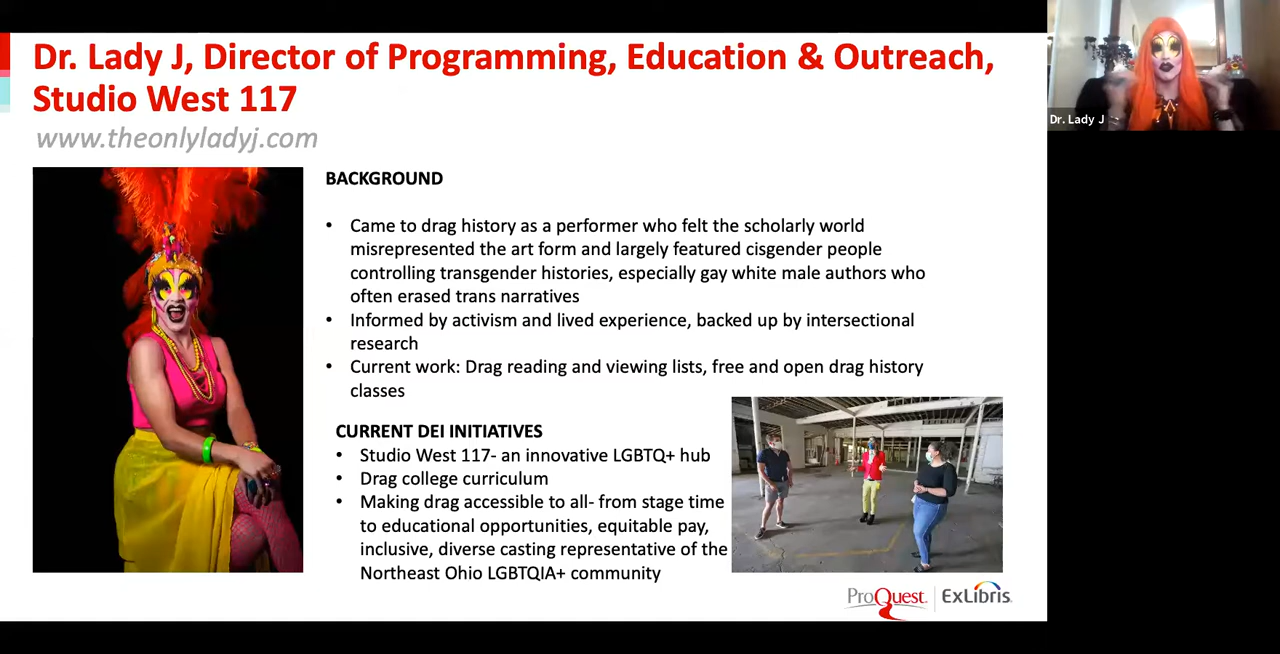 Dr. Lady J, Director of Programming, Education & Outreach,
Studio West 117
www.theonlyladyj.com
Dr. Lady J
BACKGROUND
• Came to drag history as a performer who felt the scholarly world
misrepresented the art form and largely featured cisgender people
controlling transgender histories, especially gay white male authors who
often erased trans narratives
• Informed by activism and lived experience, backed up by intersectional
research
• Current work: Drag reading and viewing lists, free and open drag history
classes
CURRENT DEI INITIATIVES
• Studio West 117- an innovative LGBTQ+ hub
• Drag college curriculum
• Making drag accessible to all- from stage time
to educational opportunities, equitable pay,
inclusive, diverse casting representative of the
Northeast Ohio LGBTQIA+ community
ProQuest | ExLibris